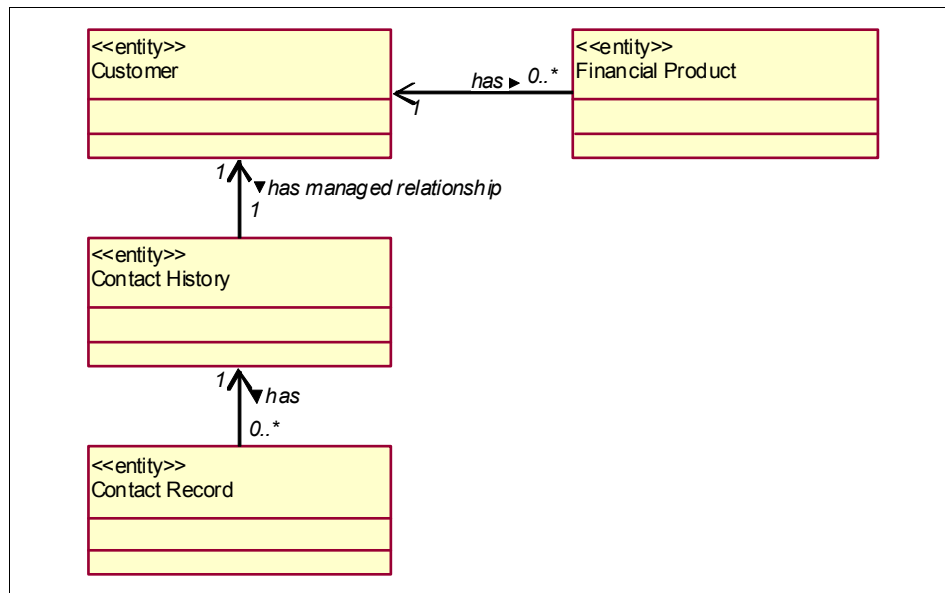 <<entity>>
Customer
<<entity>>
Financial Product
has ► 0..*
1
1
▼has managed relationship
1
<<entity>>
Contact History
1
▼has
0..*
<<entity>>
Contact Record